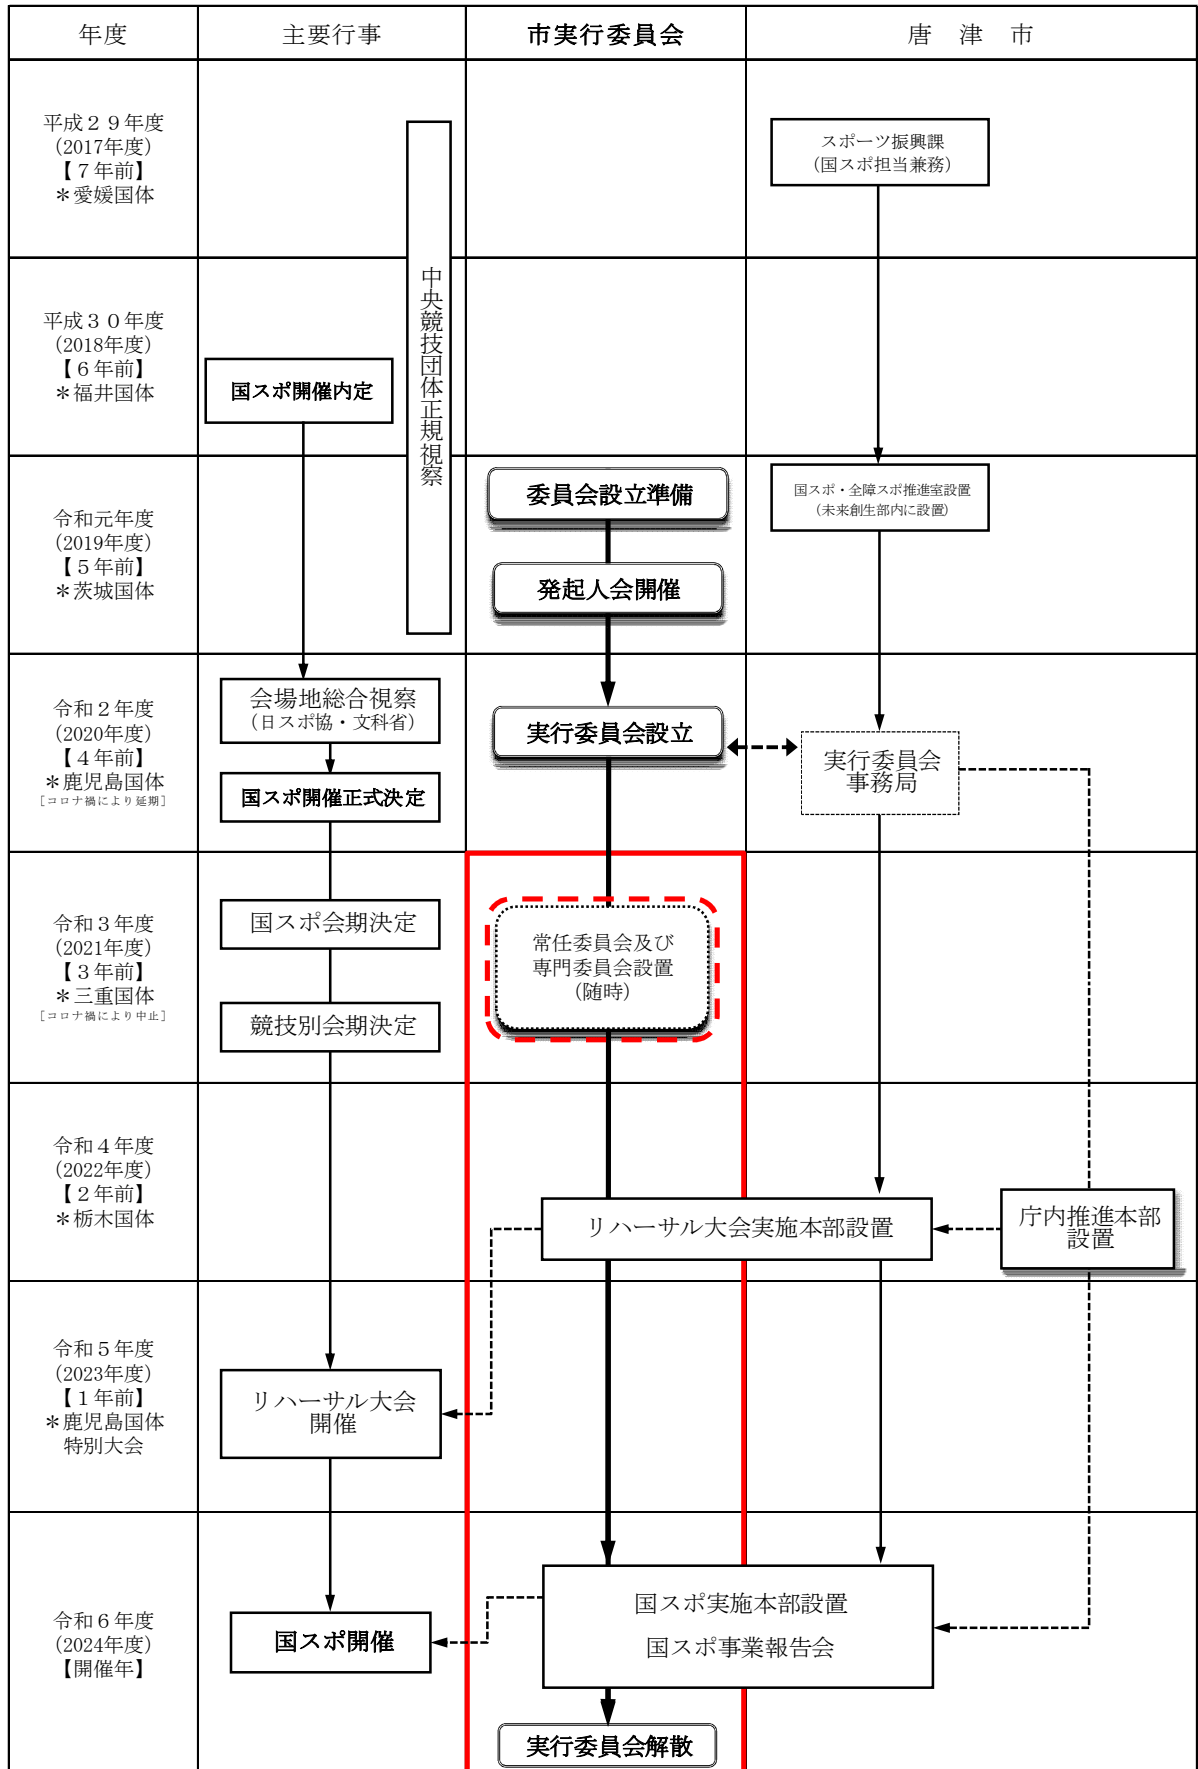 年度
主要行事
市実行委員会
唐　津　市
平成２９年度
(2017年度)
【７年前】
＊愛媛国体
スポーツ振興課
(国スポ担当兼務)
中央競技団体正規視察
平成３０年度
(2018年度)
【６年前】
＊福井国体
国スポ開催内定
令和元年度
(2019年度)
【５年前】
＊茨城国体
委員会設立準備
発起人会開催
国スポ・全障スポ推進室設置
(未来創生部内に設置)
令和２年度
(2020年度)
【４年前】
＊鹿児島国体
［コロナ禍により延期］
会場地総合視察
(日スポ協・文科省)
国スポ開催正式決定
実行委員会設立
実行委員会
事務局
令和３年度
(2021年度)
【３年前】
＊三重国体
［コロナ禍により中止］
国スポ会期決定
競技別会期決定
常任委員会及び
専門委員会設置
(随時)
令和４年度
(2022年度)
【２年前】
＊栃木国体
リハーサル大会実施本部設置
庁内推進本部
設置
令和５年度
(2023年度)
【１年前】
＊鹿児島国体
特別大会
リハーサル大会
開催
令和６年度
(2024年度)
【開催年】
国スポ開催
国スポ実施本部設置
国スポ事業報告会
実行委員会解散